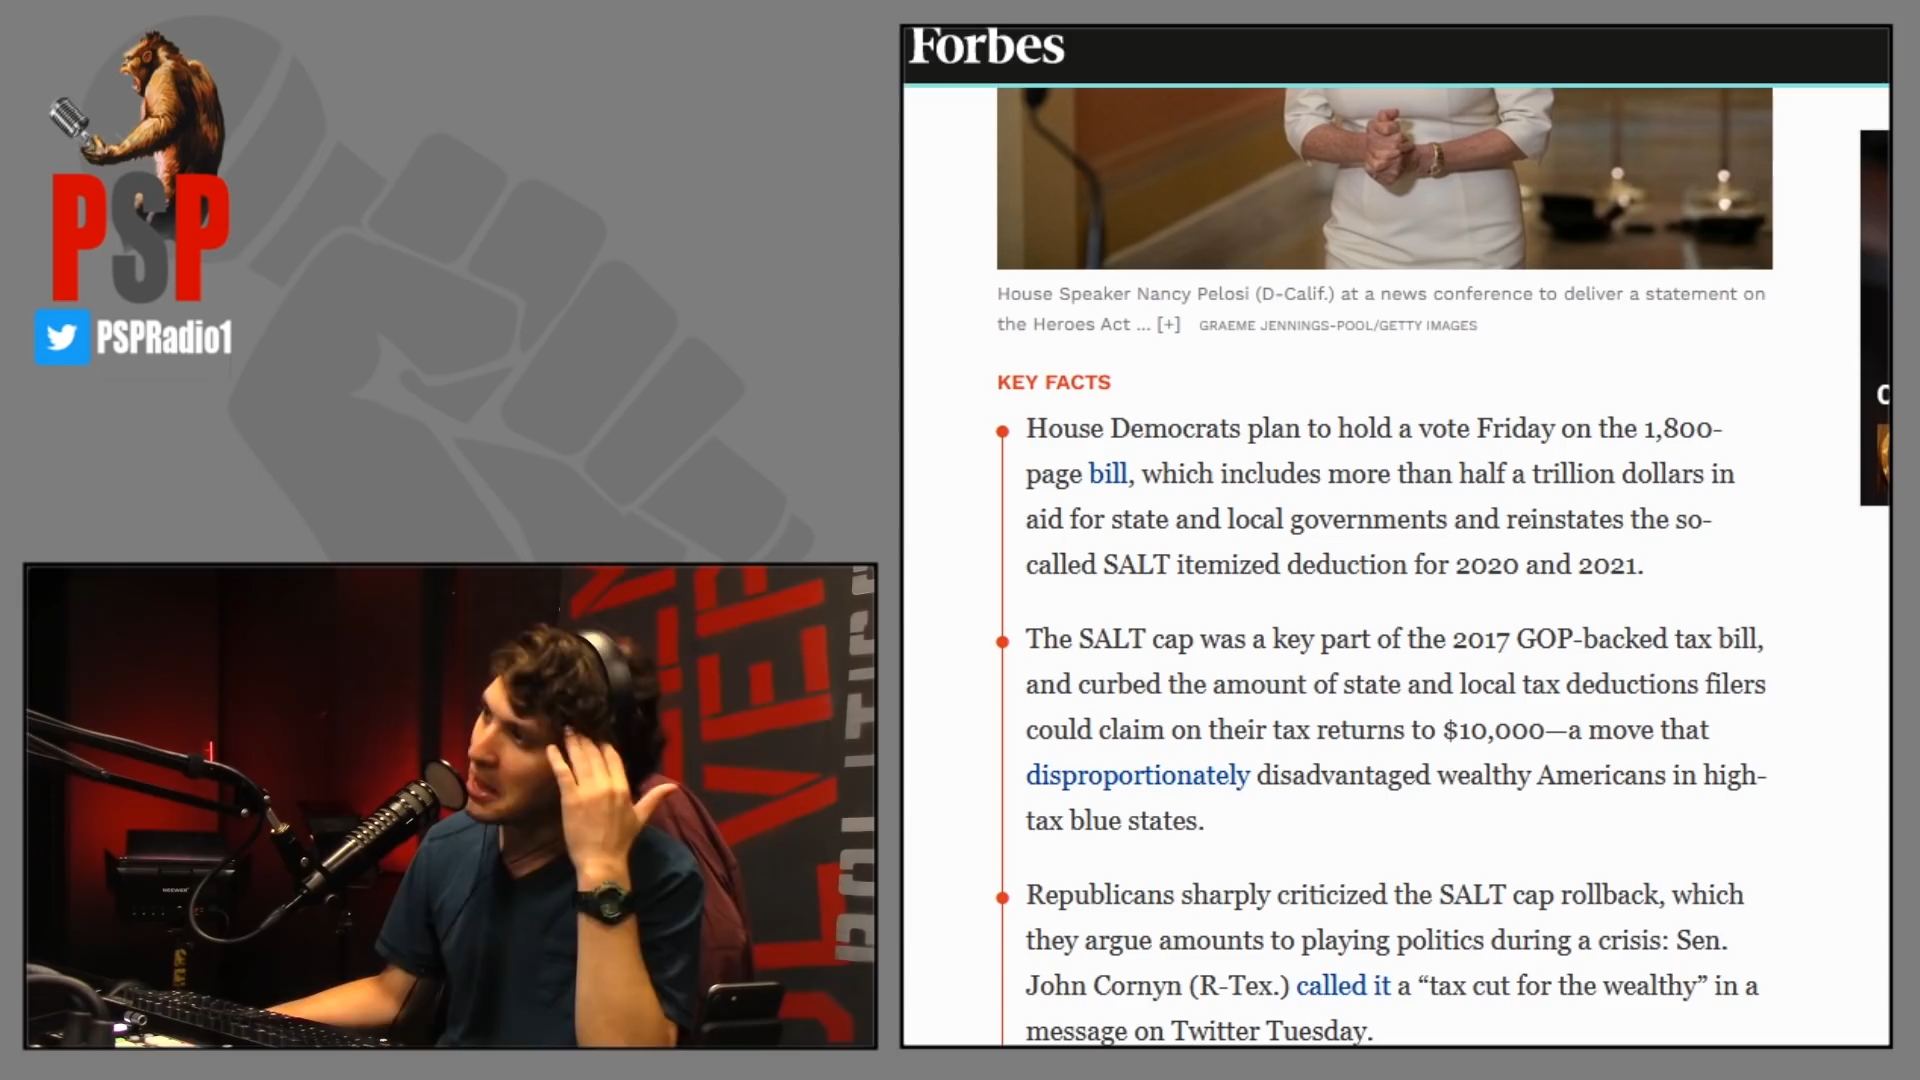 PSP
PSPRadio1
NEEWER
Forbes
House Speaker Nancy Pelosi (D-Calif.) at a news conference to deliver a statement on
the Heroes Act ... [+] GRAEME JENNINGS-POOL/GETTY IMAGES
KEY FACTS
House Democrats plan to hold a vote Friday on the 1,800-
page bill, which includes more than half a trillion dollars in
aid for state and local governments and reinstates the so-
called SALT itemized deduction for 2020 and 2021.
The SALT cap was a key part of the 2017 GOP-backed tax bill,
and curbed the amount of state and local tax deductions filers
could claim on their tax returns to $10,000—a move that
disproportionately disadvantaged wealthy Americans in high-
tax blue states.
Republicans sharply criticized the SALT cap rollback, which
they argue amounts to playing politics during a crisis: Sen.
John Cornyn (R-Tex.) called it a “tax cut for the wealthy” in a
message on Twitter Tuesday.